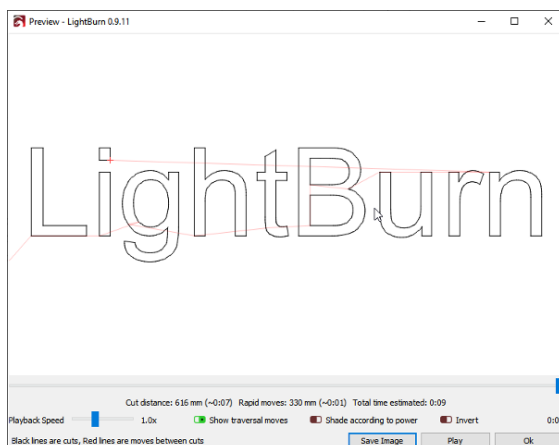 Preview - LightBurn 0.9.11
LightBurn
Cut distance: 616 mm (~0:07) Rapid moves: 330 mm (~0:01) Total time estimated: 0:09
Playback Speed 1.0x Show traversal moves Shade according to power Invert
Black lines are cuts, Red lines are moves between cuts Save Image Play Ok